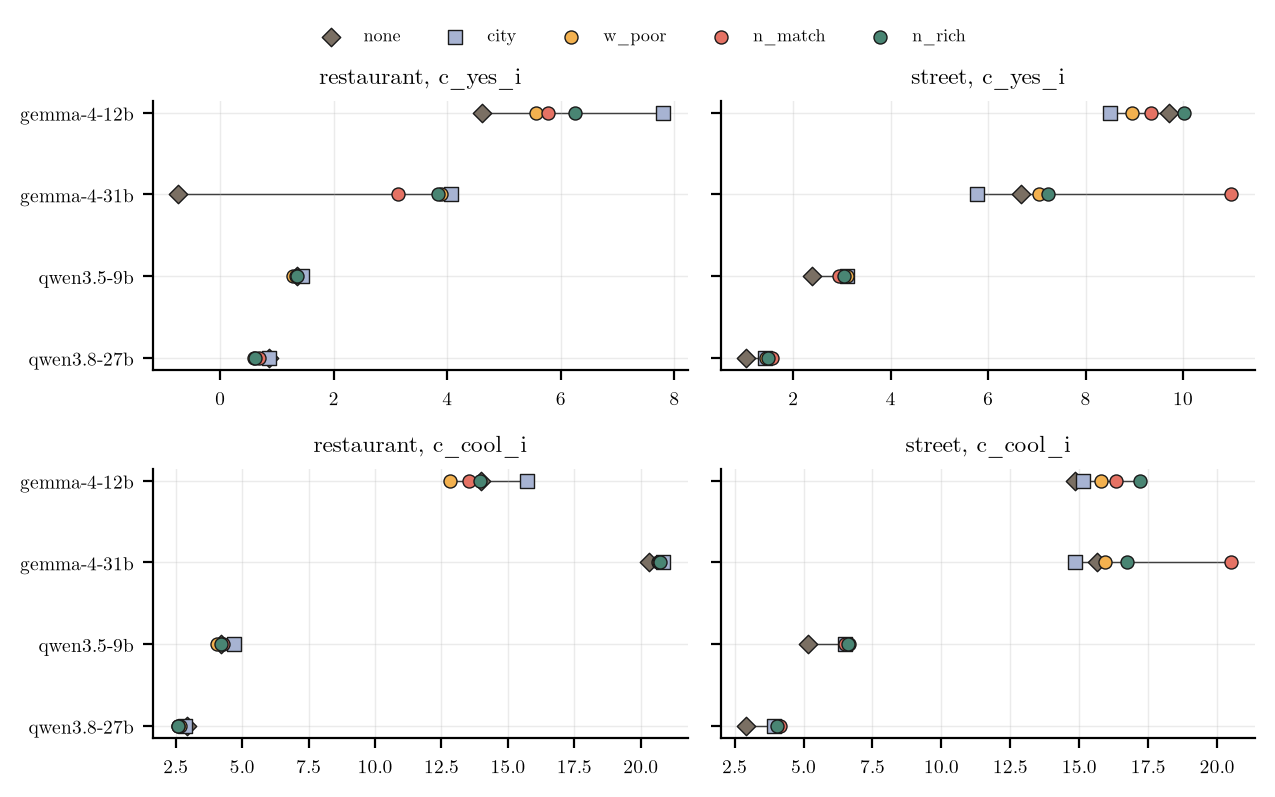 none city w_poor n_match n_rich
restaurant, c_yes_i street, c_yes_i
gemma-4-12b
gemma-4-31b
qwen3.5-9b
qwen3.8-27b
0 2 4 6 8 2 4 6 8 10
restaurant, c_cool_i street, c_cool_i
gemma-4-12b
gemma-4-31b
qwen3.5-9b
qwen3.8-27b
2.5 5.0 7.5 10.0 12.5 15.0 17.5 20.0 2.5 5.0 7.5 10.0 12.5 15.0 17.5 20.0